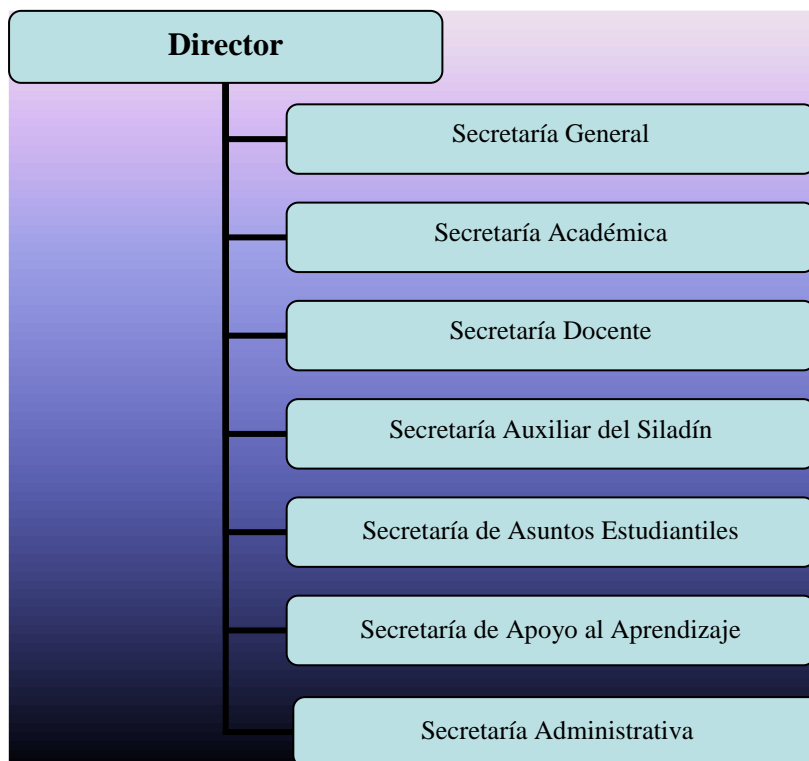 Director
Secretaría General
Secretaría Académica
Secretaría Docente
Secretaría Auxiliar del Siladín
Secretaría de Asuntos Estudiantiles
Secretaría de Apoyo al Aprendizaje
Secretaría Administrativa